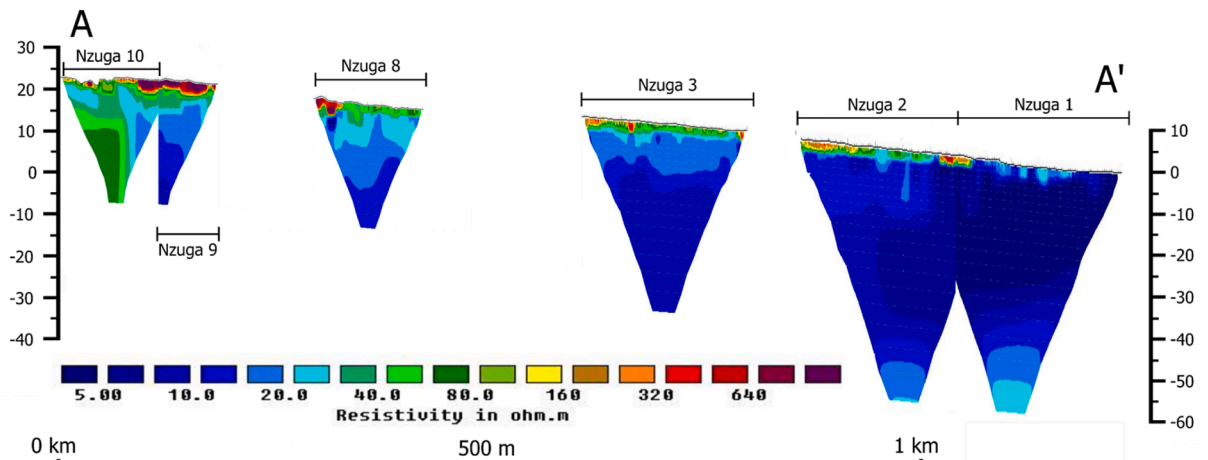 A
A'
Nzuga 10
Nzuga 8
Nzuga 3
Nzuga 2
Nzuga 1
Nzuga 9
30
20
10
0
-10
-20
-30
-40
10
0
-10
-20
-30
-40
-50
-60
5.00 10.0 20.0 40.0 80.0 160 320 640
Resistivity in ohm.m
0 km 500 m 1 km